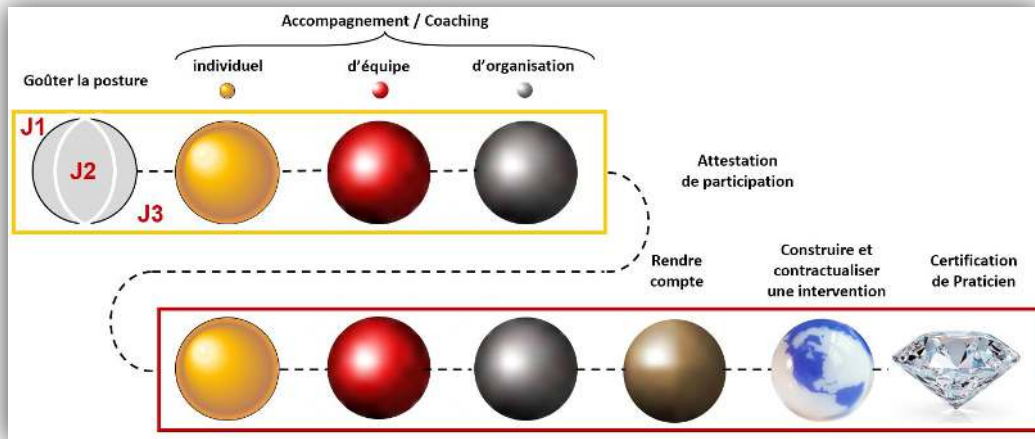 Accompagnement / Coaching
Goûter la posture
individuel
d'équipe
d'organisation
J1
J2
J3
Attestation
de participation
Rendre
compte
Construire et
contractualiser
une intervention
Certification
de Praticien